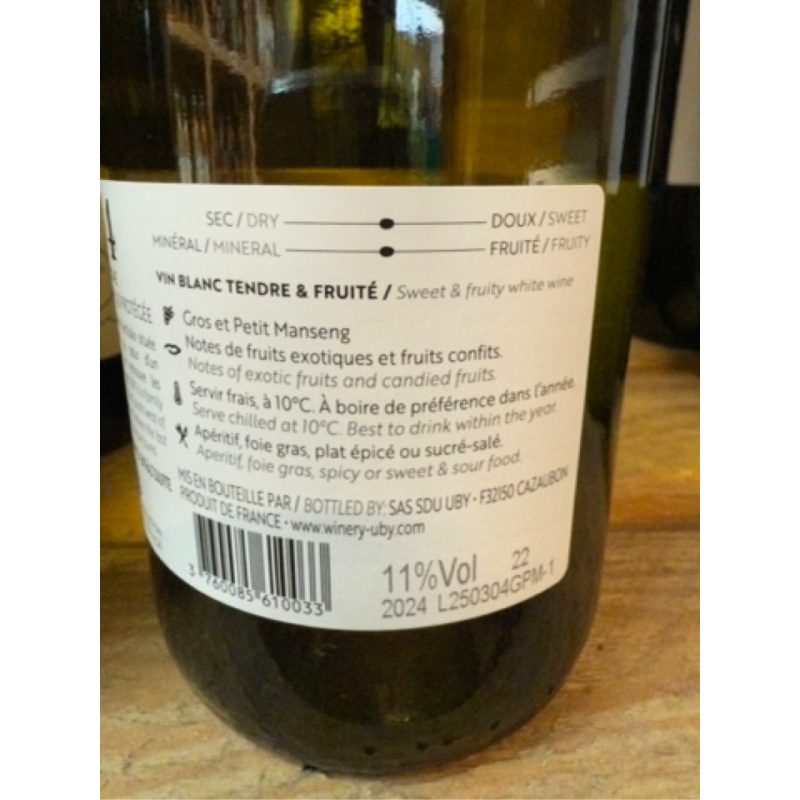 4
SEC / DRY DOUX / SWEET
MINÉRAL / MINERAL FRUITÉ / FRUITY
VIN BLANC TENDRE & FRUITÉ / Sweet & fruity white wine
Gros et Petit Manseng
Notes de fruits exotiques et fruits confits.
Notes of exotic fruits and candied fruits.
Servir frais, à 10°C. À boire de préférence dans l'année.
Serve chilled at 10°C. Best to drink within the year.
Apéritif, foie gras, plat épicé ou sucré-salé.
Aperitif, foie gras, spicy or sweet & sour food.
MIS EN BOUTEILLE PAR / BOTTLED BY: SAS SDU UBY • F32150 CAZAUBON
PRODUIT DE FRANCE • www.winery-uby.com
3 760085 610033
11%Vol 22
2024 L250304GPM-1